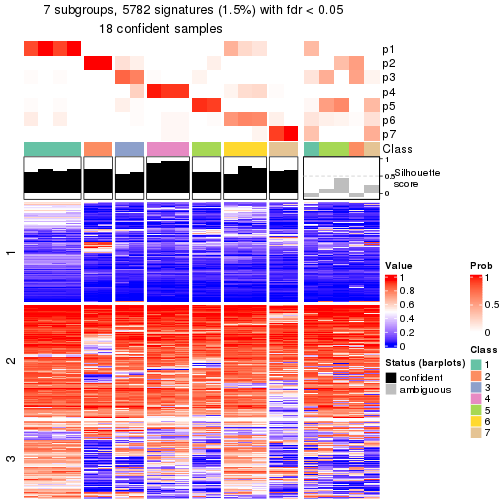 7 subgroups, 5782 signatures (1.5%) with fdr < 0.05
18 confident samples
p1
p2
p3
p4
p5
p6
p7
Class
1
0.5
0
Silhouette
score
1
2
3
Value
1
0.8
0.6
0.4
0.2
0
Prob
1
0.5
0
Status (barplots)
confident
ambiguous
Class
1
2
3
4
5
6
7